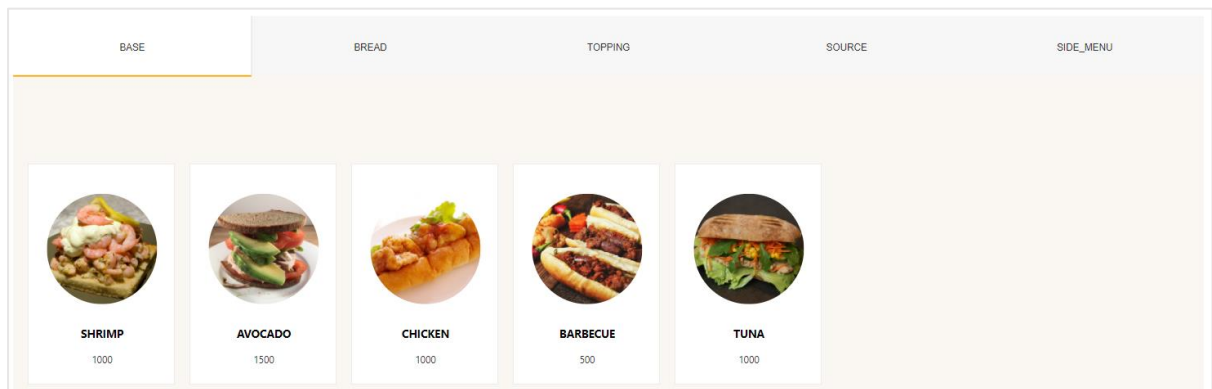 BASE BREAD TOPPING SOURCE SIDE_MENU
SHRIMP AVOCADO CHICKEN BARBECUE TUNA
1000 1500 1000 500 1000